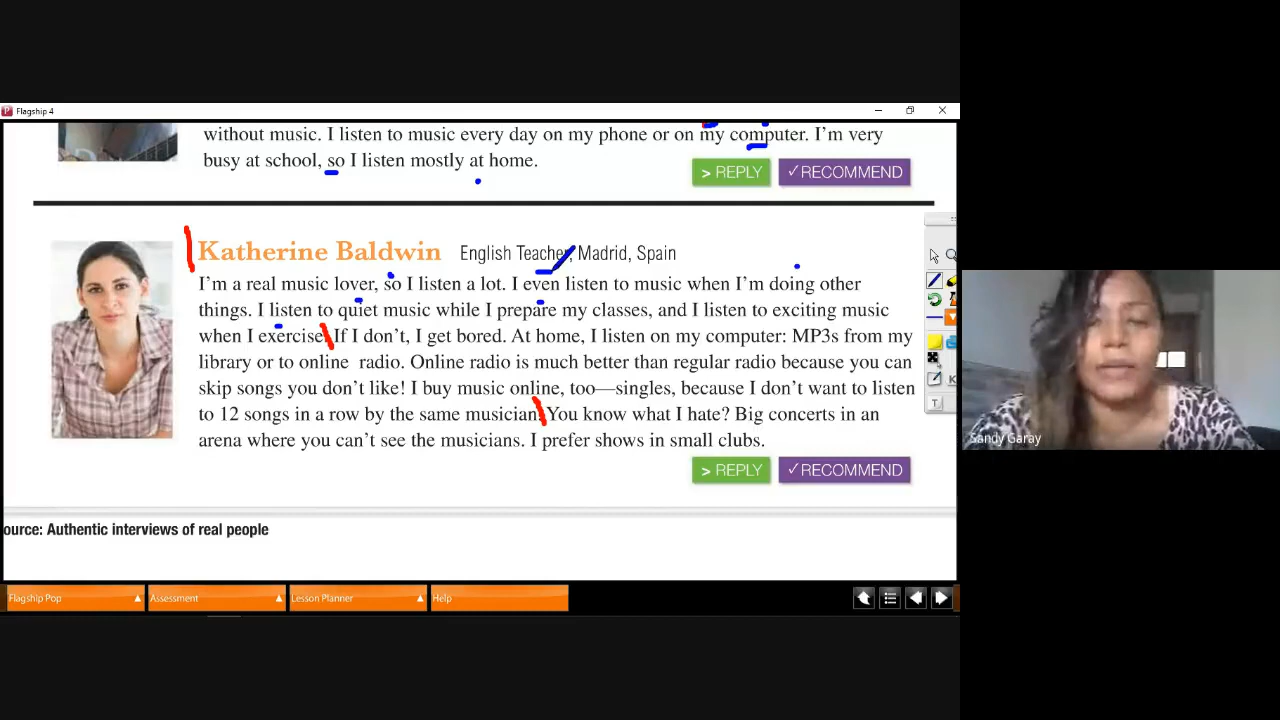 Flagship 4
without music. I listen to music every day on my phone or on my computer. I'm very
busy at school, so I listen mostly at home.
> REPLY ✓RECOMMEND
Katherine Baldwin English Teacher, Madrid, Spain
I'm a real music lover, so I listen a lot. I even listen to music when I'm doing other
things. I listen to quiet music while I prepare my classes, and I listen to exciting music
when I exercise. If I don't, I get bored. At home, I listen on my computer: MP3s from my
library or to online radio. Online radio is much better than regular radio because you can
skip songs you don't like! I buy music online, too—singles, because I don't want to listen
to 12 songs in a row by the same musician. You know what I hate? Big concerts in an
arena where you can't see the musicians. I prefer shows in small clubs.
> REPLY ✓RECOMMEND
ource: Authentic interviews of real people
Flagship Pop Assessment Lesson Planner Help
Sandy Garay